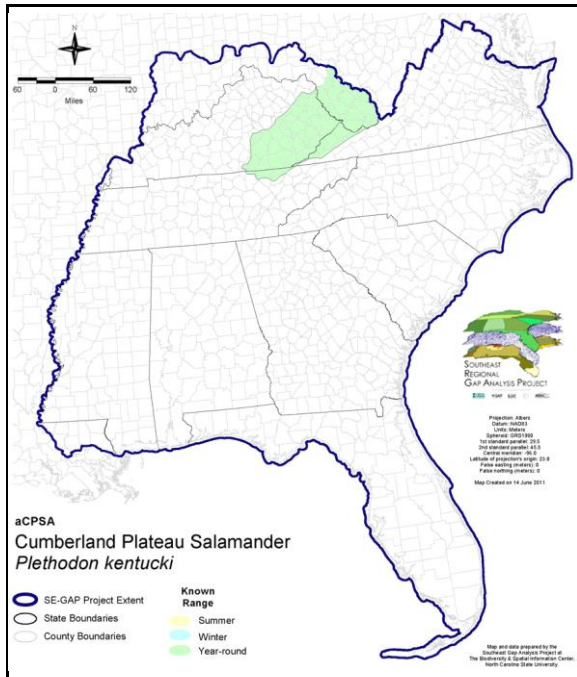 N
60 0 60 120
Miles
SOUTHEAST
REGIONAL
GAP ANALYSIS PROJECT
Projection: Albers
Datum: NAD83
Units: Meters
Spheroid: GRS1980
1st standard parallel: 29.5
2nd standard parallel: 45.5
Central meridian: -96.0
Latitude of projection's origin: 23.0
False easting (meters): 0
False northing (meters): 0
Map Created on 14 June 2011
aCPSA
Cumberland Plateau Salamander
Plethodon kentucki
SE-GAP Project Extent
State Boundaries
County Boundaries
Known
Range
Summer
Winter
Year-round
Map and data prepared by the
Southeast Gap Analysis Project at
The Biodiversity & Spatial Information Center,
North Carolina State University.